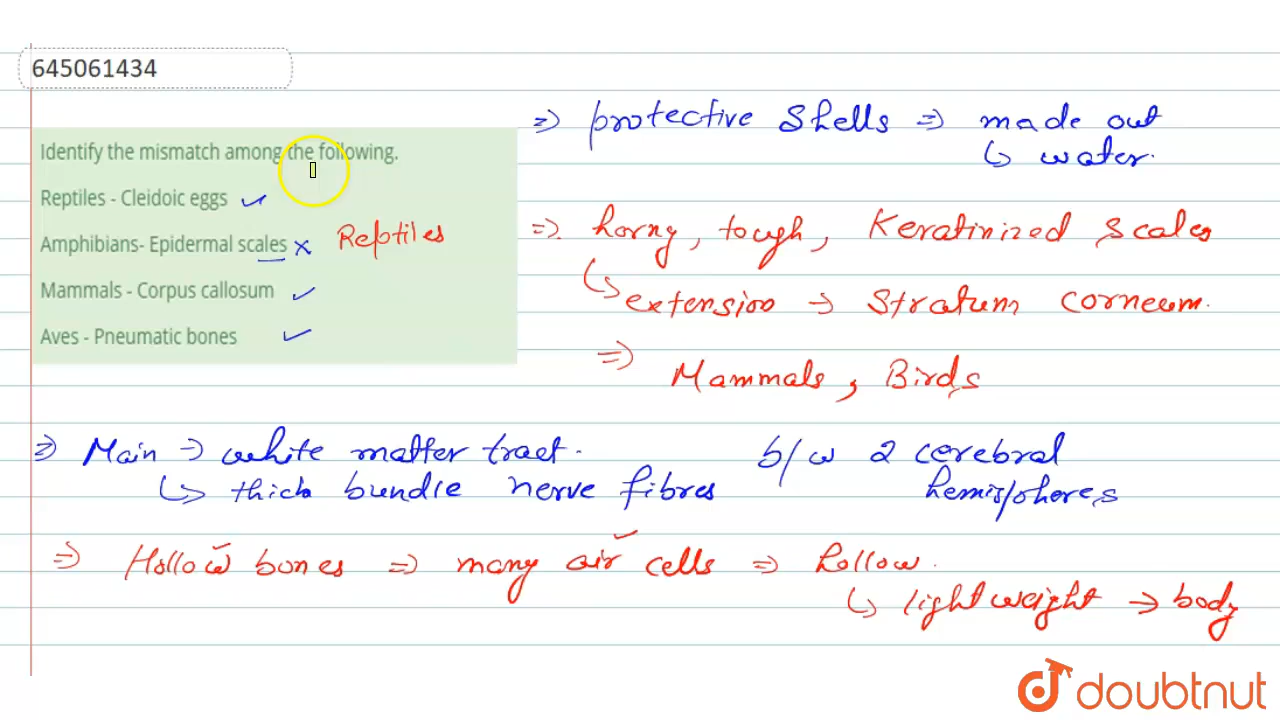 645061434
Identify the mismatch among the following.
Reptiles - Cleidoic eggs
Amphibians- Epidermal scales
Reptiles
Mammals - Corpus callosum
Aves - Pneumatic bones
=> protective shells => made out
↳ water.
=> horny, tough, Keratinized scales
↳ extension → stratum corneum.
=> Mammals, Birds
=> Main → white matter tract. b/w 2 cerebral
↳ thick bundle nerve fibres hemispheres
=> Hollow bones => many air cells => hollow.
↳ lightweight → body
doubtnut